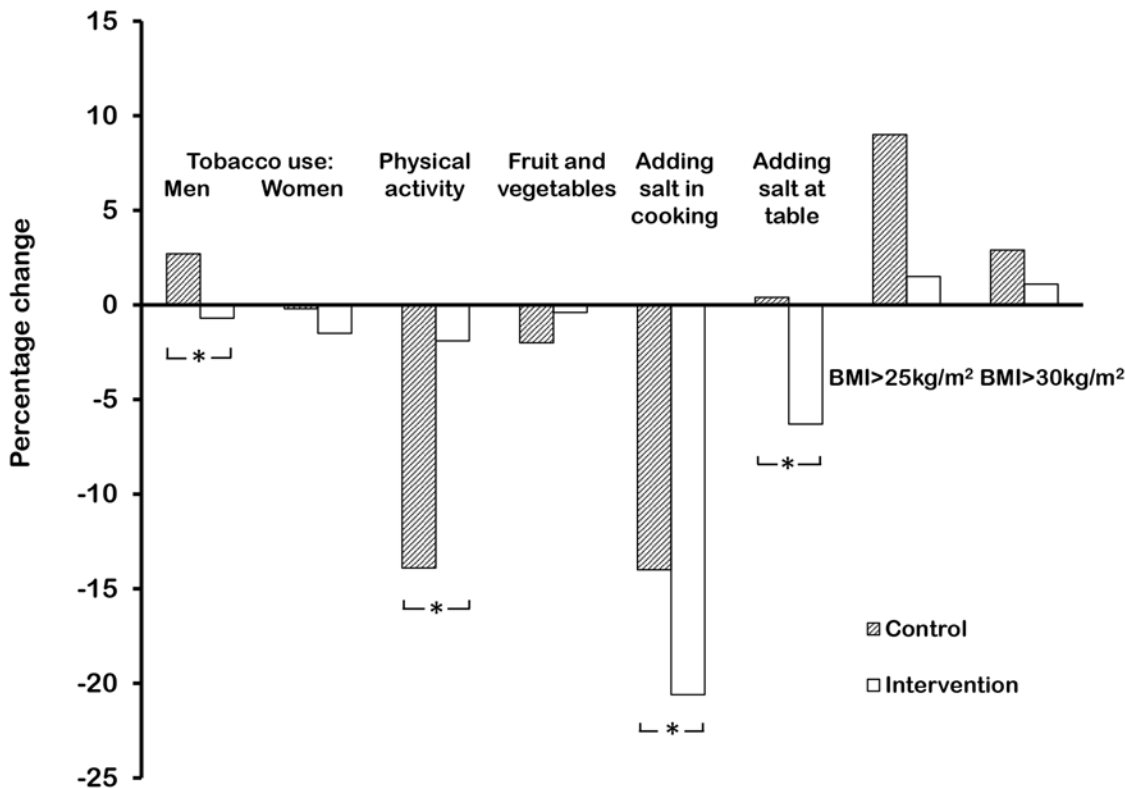 15
10
5
0
-5
-10
-15
-20
-25
Percentage change
Tobacco use:
Men
Women
Physical
activity
Fruit and
vegetables
Adding
salt in
cooking
Adding
salt at
table
BMI>25kg/m²
BMI>30kg/m²
*
*
*
*
Control
Intervention